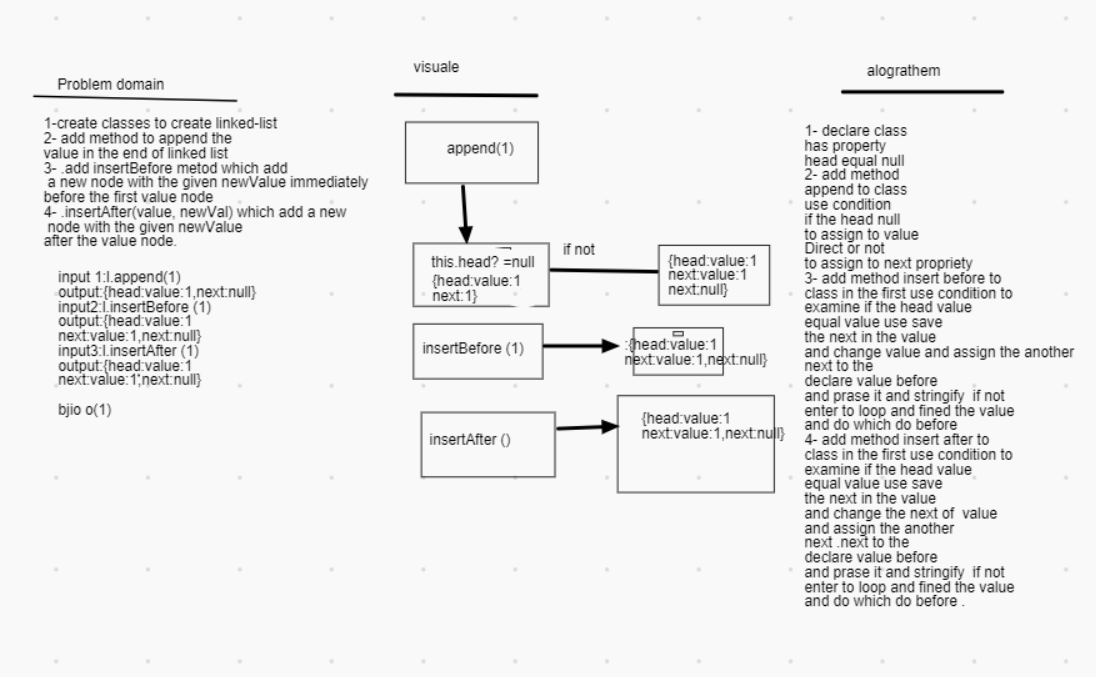 Problem domain
1-create classes to create linked-list
2- add method to append the
value in the end of linked list
3- .add insertBefore metod which add
a new node with the given newValue immediately
before the first value node
4- .insertAfter(value, newVal) which add a new
node with the given newValue
after the value node.
input 1:l.append(1)
output:{head:value:1,next:null}
input2:l.insertBefore (1)
output:{head:value:1
next:value:1,next:null}
input3:l.insertAfter (1)
output:{head:value:1
next:value:1;next:null}
bjio o(1)
visuale
append(1)
this.head? =null
{head:value:1
next:1}
if not
{head:value:1
next:value:1
next:null}
insertBefore (1)
:{head:value:1
next:value:1,next:null}
insertAfter ()
{head:value:1
next:value:1,next:null}
alograthem
1- declare class
has property
head equal null
2- add method
append to class
use condition
if the head null
to assign to value
Direct or not
to assign to next propriety
3- add method insert before to
class in the first use condition to
examine if the head value
equal value use save
the next in the value
and change value and assign the another
next to the
declare value before
and prase it and stringify  if not
enter to loop and fined the value
and do which do before
4- add method insert after to
class in the first use condition to
examine if the head value
equal value use save
the next in the value
and change the next of  value
and assign the another
next .next to the
declare value before
and prase it and stringify  if not
enter to loop and fined the value
and do which do before .